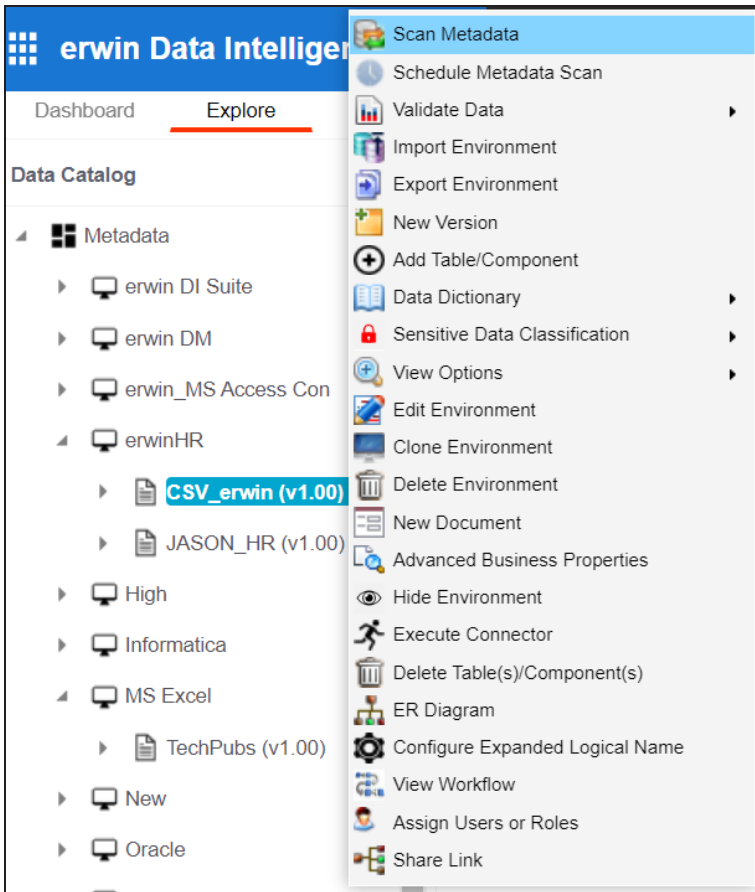 erwin Data Intelliger
Dashboard
Explore
Data Catalog
Metadata
erwin DI Suite
erwin DM
erwin_MS Access Con
erwinHR
CSV_erwin (v1.00)
JASON_HR (v1.00)
High
Informatica
MS Excel
TechPubs (v1.00)
New
Oracle
Scan Metadata
Schedule Metadata Scan
Validate Data
Import Environment
Export Environment
New Version
Add Table/Component
Data Dictionary
Sensitive Data Classification
View Options
Edit Environment
Clone Environment
Delete Environment
New Document
Advanced Business Properties
Hide Environment
Execute Connector
Delete Table(s)/Component(s)
ER Diagram
Configure Expanded Logical Name
View Workflow
Assign Users or Roles
Share Link